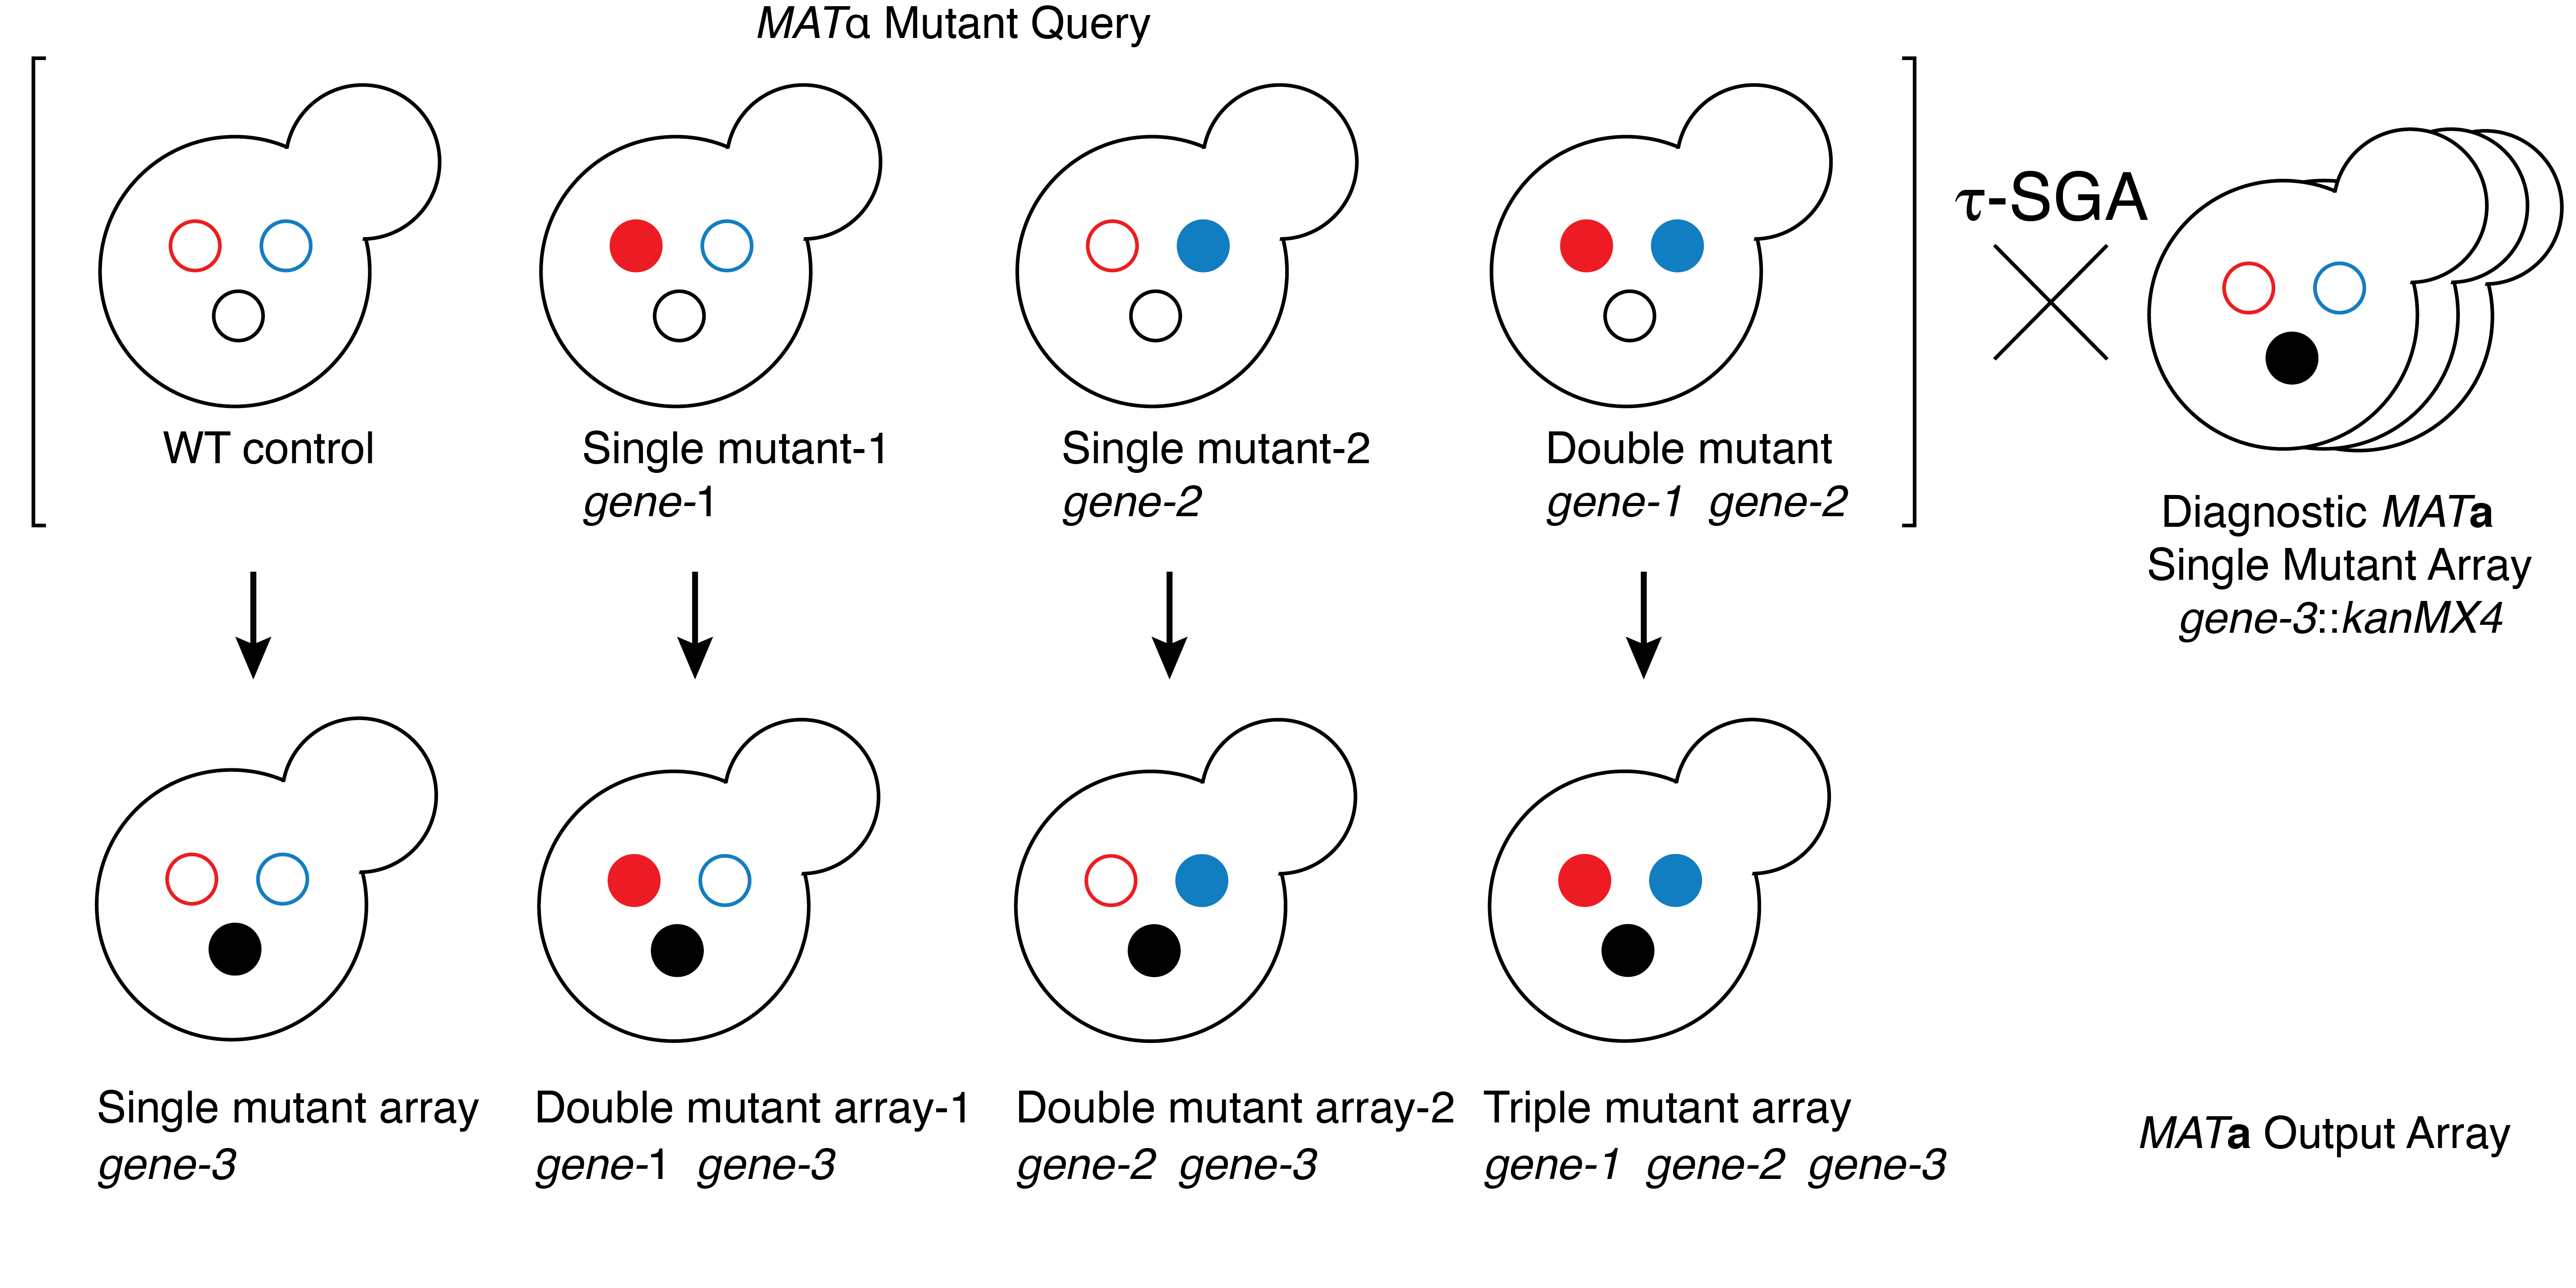 MATα Mutant Query
WT control
Single mutant-1
gene-1
Single mutant-2
gene-2
Double mutant
gene-1 gene-2
τ-SGA
Diagnostic MATa
Single Mutant Array
gene-3::kanMX4
Single mutant array
gene-3
Double mutant array-1
gene-1 gene-3
Double mutant array-2
gene-2 gene-3
Triple mutant array
gene-1 gene-2 gene-3
MATa Output Array